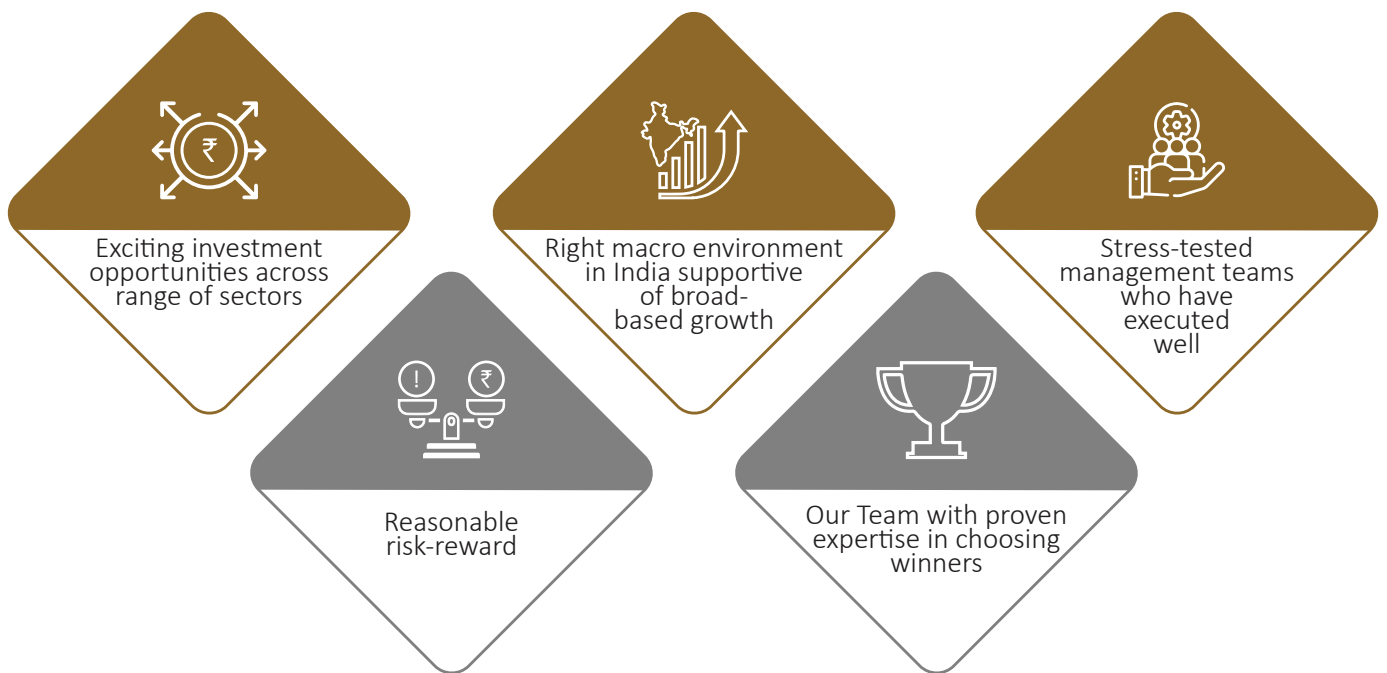 ₹
Exciting investment
opportunities across
range of sectors
Right macro environment
in India supportive
of broad-
based growth
Stress-tested
management teams
who have
executed
well
!
₹
Reasonable
risk-reward
Our Team with proven
expertise in choosing
winners